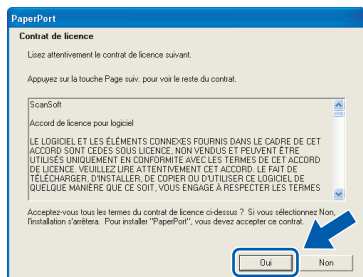 PaperPort
Contrat de licence
Lisez attentivement le contrat de licence suivant.
Appuyez sur la touche Page suiv. pour voir le reste du contrat.
ScanSoft
Accord de licence pour logiciel
LE LOGICIEL ET LES ÉLÉMENTS CONNEXES FOURNIS DANS LE CADRE DE CET
ACCORD SONT CEDES SOUS LICENCE, NON VENDUS ET PEUVENT ÊTRE
UTILISÉS UNIQUEMENT EN CONFORMITE AVEC LES TERMES DE CET ACCORD
DE LICENCE. VEUILLEZ LIRE ATTENTIVEMENT CET ACCORD. LE FAIT DE
TÉLÉCHARGER, D'INSTALLER, DE COPIER OU D'UTILISER CE LOGICIEL DE
QUELQUE MANIÈRE QUE CE SOIT, VOUS ENGAGE À RESPECTER LES TERMES
Acceptez-vous tous les termes du contrat de licence ci-dessus ? Si vous sélectionnez Non,
l'installation s'arrêtera. Pour installer "PaperPort", vous devez accepter ce contrat.
Oui Non